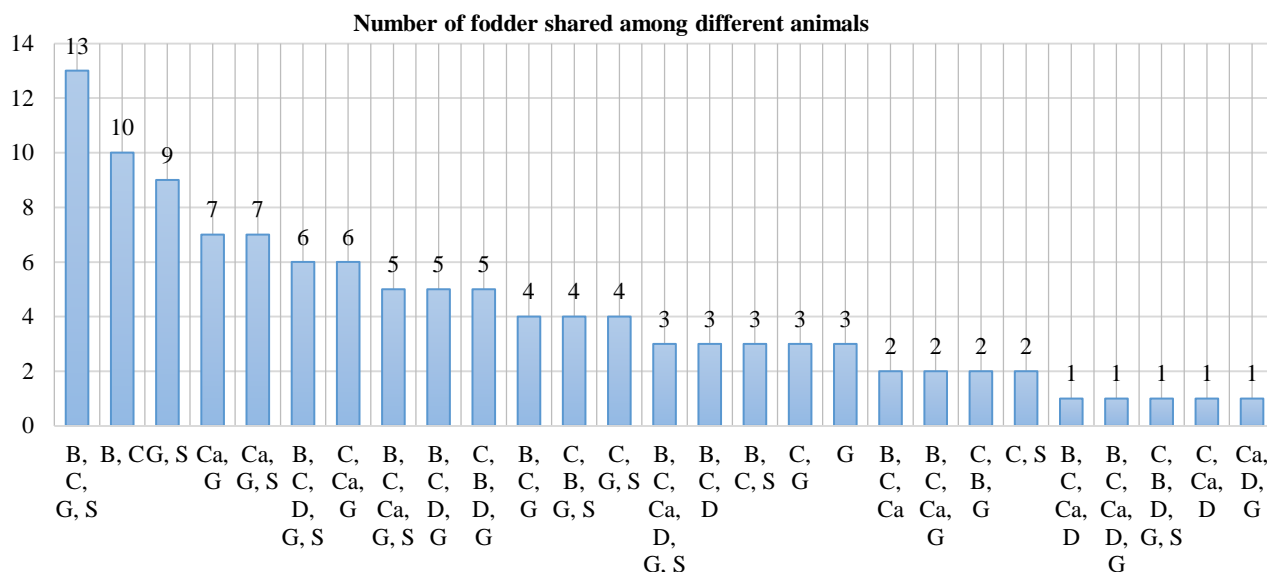 Number of fodder shared among different animals
14
12
10
8
6
4
2
0
13
10
9
7
7
6
6
5
5
5
4
4
4
3
3
3
3
3
2
2
2
2
1
1
1
1
1
B,
C,
G, S
B, C
G, S
Ca,
G
Ca,
G, S
B,
C,
D,
G, S
C,
Ca,
G
B,
C,
Ca,
G, S
B,
C,
D,
G
C,
B,
D,
G
B,
C,
G
C,
B,
G, S
C,
G, S
B,
C,
Ca,
D,
G, S
B,
C,
D
B,
C, S
C,
G
G
B,
C,
Ca
B,
C,
Ca,
G
C,
B,
G
C, S
B,
C,
Ca,
D
B,
C,
Ca,
D,
G
C,
B,
D,
G, S
C,
Ca,
D
Ca,
D,
G